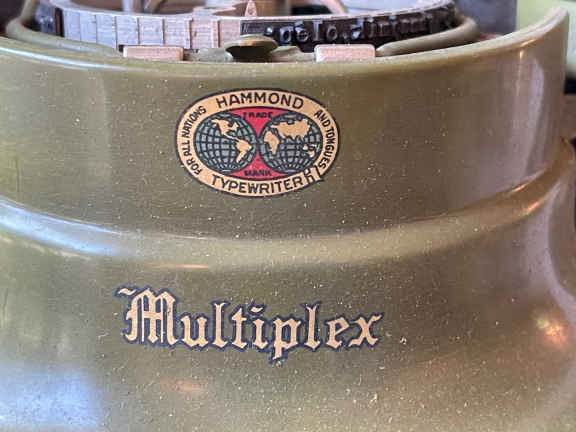 HAMMOND
TRADE
FOR ALL NATIONS
AND TONGUES
MARK
TYPEWRITER
Multiplex